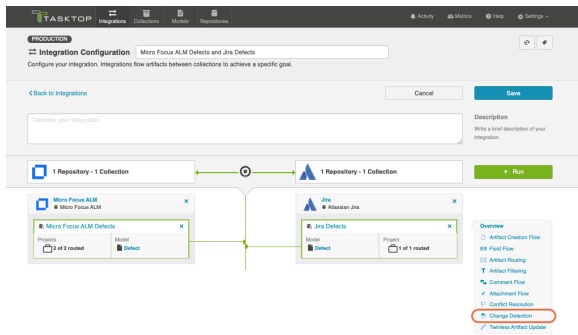 TASKTOP
Integrations
Collections
Models
Repositories
Activity
Metrics
Help
Settings
PRODUCTION
Integration Configuration
Micro Focus ALM Defects and Jira Defects
Configure your integration. Integrations flow artifacts between collections to achieve a specific goal.
Back to Integrations
Cancel
Save
Describe your integration
Description
Write a brief description of your
integration.
1 Repository - 1 Collection
1 Repository - 1 Collection
Run
Micro Focus ALM
Micro Focus ALM
Jira
Atlassian Jira
Micro Focus ALM Defects
Projects
2 of 2 routed
Model
Defect
Jira Defects
Model
Defect
Project
1 of 1 routed
Overview
Artifact Creation Flow
Field Flow
Artifact Routing
Artifact Filtering
Comment Flow
Attachment Flow
Conflict Resolution
Change Detection
Twinless Artifact Update